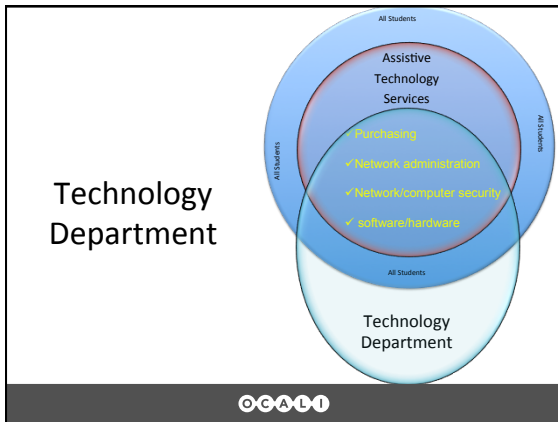 All Students
Assistive
Technology
Services
All Students
All Students
✓ Purchasing
✓ Network administration
✓ Network/computer security
✓ software/hardware
Technology
Department
All Students
Technology
Department
OCALI